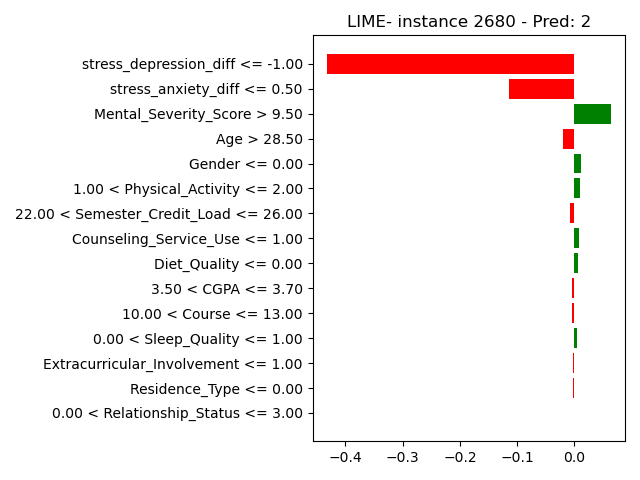 LIME- instance 2680 - Pred: 2
stress_depression_diff <= -1.00
stress_anxiety_diff <= 0.50
Mental_Severity_Score > 9.50
Age > 28.50
Gender <= 0.00
1.00 < Physical_Activity <= 2.00
22.00 < Semester_Credit_Load <= 26.00
Counseling_Service_Use <= 1.00
Diet_Quality <= 0.00
3.50 < CGPA <= 3.70
10.00 < Course <= 13.00
0.00 < Sleep_Quality <= 1.00
Extracurricular_Involvement <= 1.00
Residence_Type <= 0.00
0.00 < Relationship_Status <= 3.00
−0.4 −0.3 −0.2 −0.1 0.0